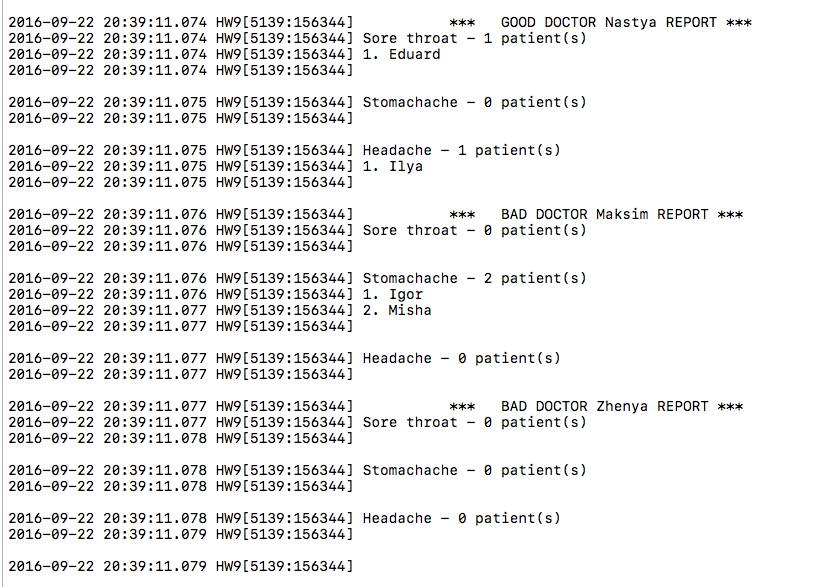 2016-09-22 20:39:11.074 HW9[5139:156344]           ***   GOOD DOCTOR Nastya REPORT ***
2016-09-22 20:39:11.074 HW9[5139:156344] Sore throat – 1 patient(s)
2016-09-22 20:39:11.074 HW9[5139:156344] 1. Eduard
2016-09-22 20:39:11.074 HW9[5139:156344]
2016-09-22 20:39:11.075 HW9[5139:156344] Stomachache – 0 patient(s)
2016-09-22 20:39:11.075 HW9[5139:156344]
2016-09-22 20:39:11.075 HW9[5139:156344] Headache – 1 patient(s)
2016-09-22 20:39:11.075 HW9[5139:156344] 1. Ilya
2016-09-22 20:39:11.075 HW9[5139:156344]
2016-09-22 20:39:11.076 HW9[5139:156344]           ***   BAD DOCTOR Maksim REPORT ***
2016-09-22 20:39:11.076 HW9[5139:156344] Sore throat – 0 patient(s)
2016-09-22 20:39:11.076 HW9[5139:156344]
2016-09-22 20:39:11.076 HW9[5139:156344] Stomachache – 2 patient(s)
2016-09-22 20:39:11.076 HW9[5139:156344] 1. Igor
2016-09-22 20:39:11.077 HW9[5139:156344] 2. Misha
2016-09-22 20:39:11.077 HW9[5139:156344]
2016-09-22 20:39:11.077 HW9[5139:156344] Headache – 0 patient(s)
2016-09-22 20:39:11.077 HW9[5139:156344]
2016-09-22 20:39:11.077 HW9[5139:156344]           ***   BAD DOCTOR Zhenya REPORT ***
2016-09-22 20:39:11.077 HW9[5139:156344] Sore throat – 0 patient(s)
2016-09-22 20:39:11.078 HW9[5139:156344]
2016-09-22 20:39:11.078 HW9[5139:156344] Stomachache – 0 patient(s)
2016-09-22 20:39:11.078 HW9[5139:156344]
2016-09-22 20:39:11.078 HW9[5139:156344] Headache – 0 patient(s)
2016-09-22 20:39:11.079 HW9[5139:156344]
2016-09-22 20:39:11.079 HW9[5139:156344]